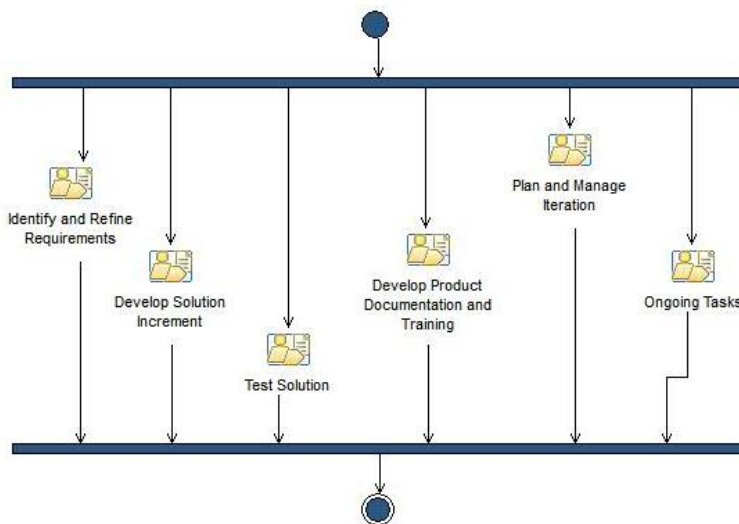 Identify and Refine
Requirements
Develop Solution
Increment
Test Solution
Develop Product
Documentation and
Training
Plan and Manage
Iteration
Ongoing Tasks